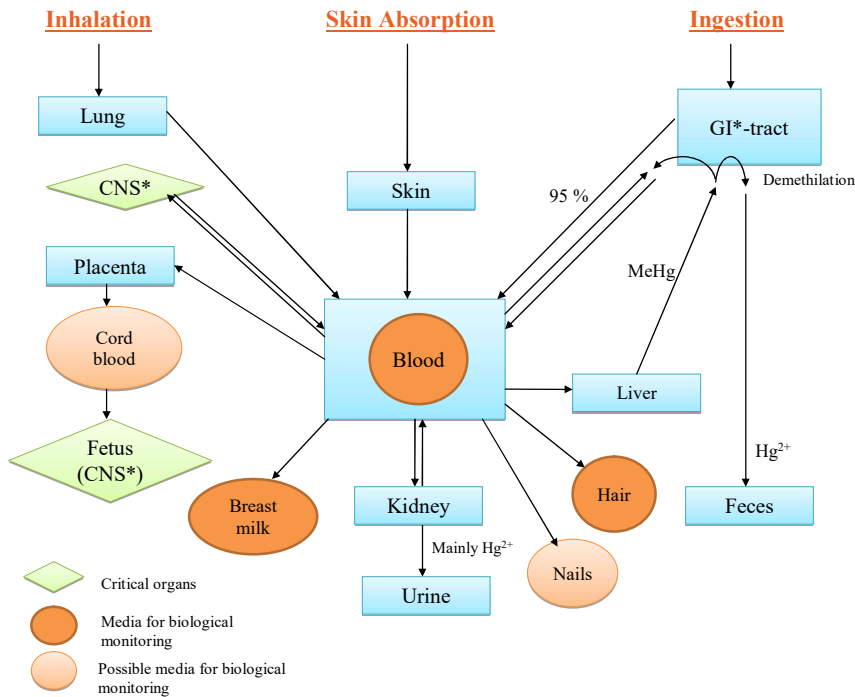 Inhalation
Skin Absorption
Ingestion
Lung
GI*-tract
CNS*
Skin
95 %
Demethilation
Placenta
MeHg
Cord
blood
Blood
Liver
Fetus
(CNS*)
Hg²⁺
Breast
milk
Kidney
Hair
Feces
Mainly Hg²⁺
Nails
Urine
Critical organs
Media for biological
monitoring
Possible media for biological
monitoring